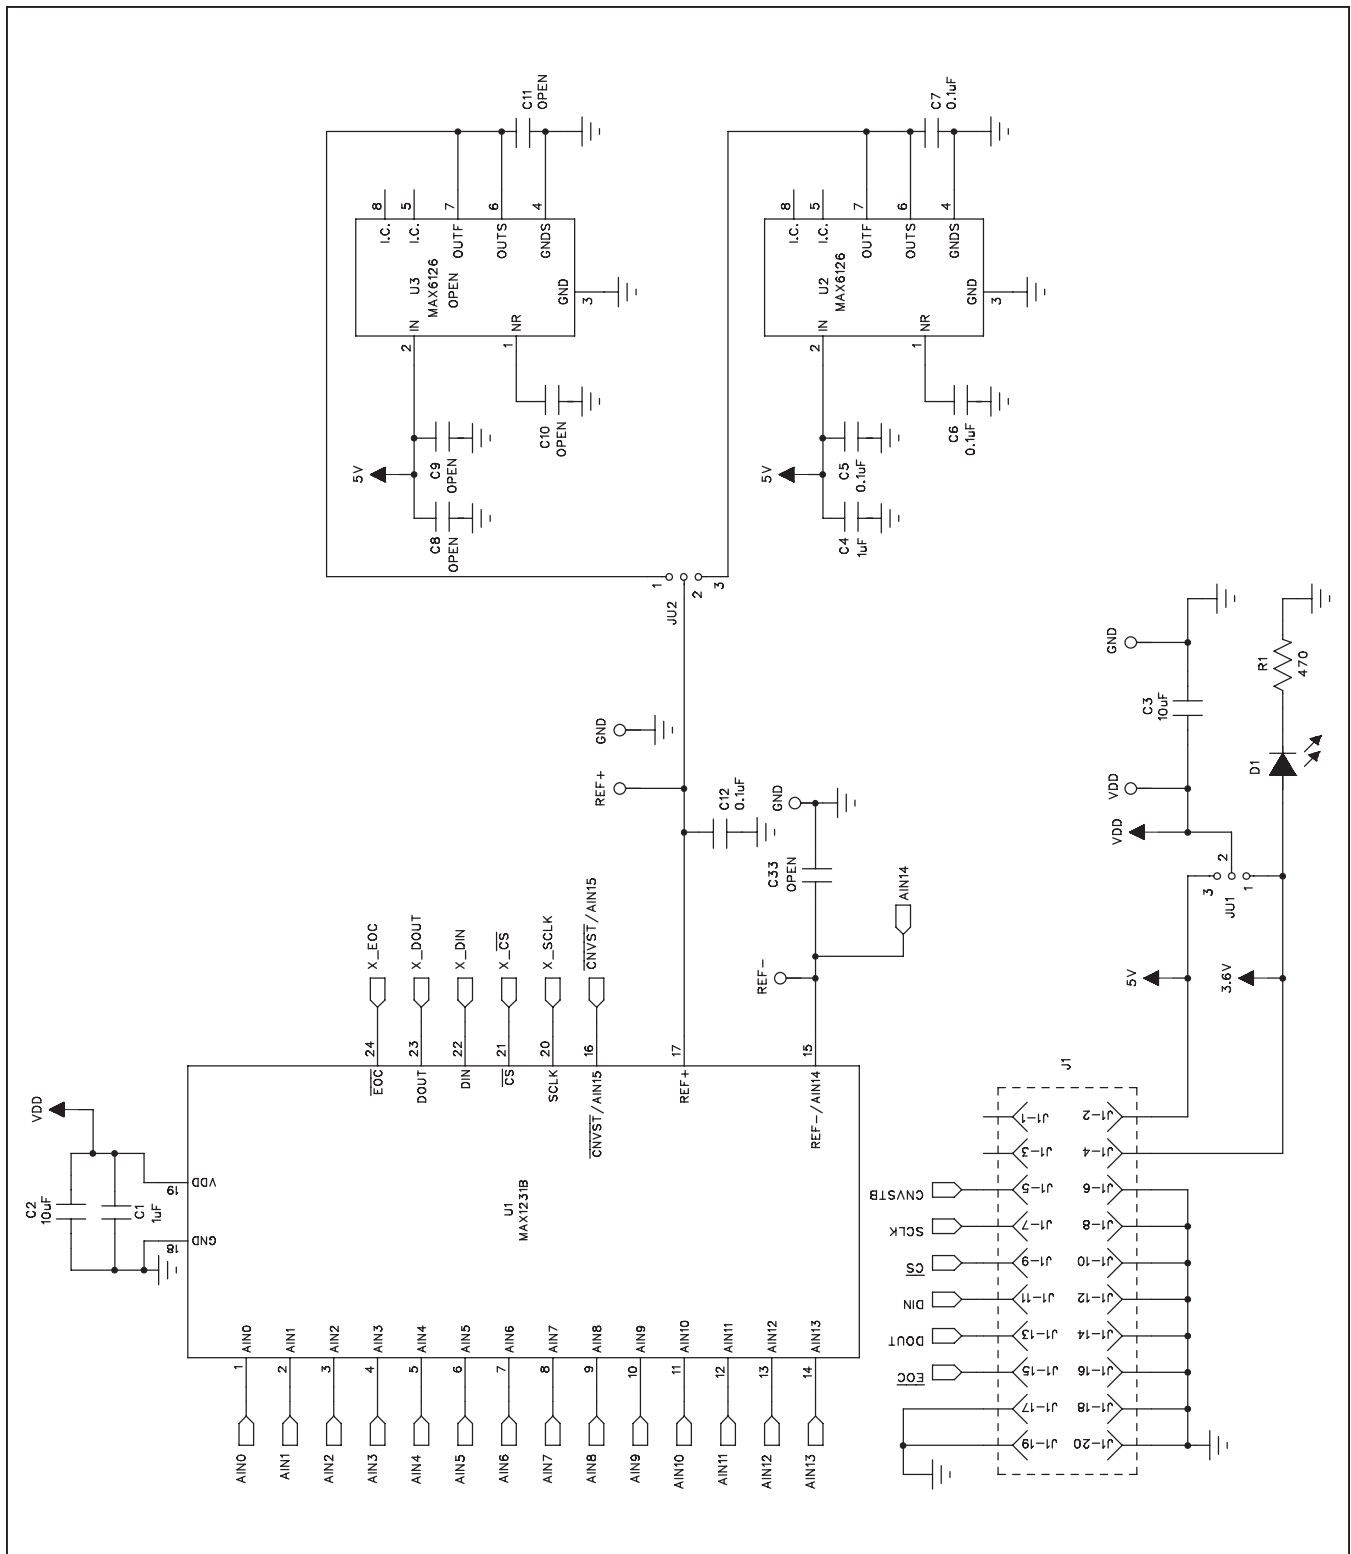 VDD
C2
10uF
C1
1uF
19
VDD
18
GND
U1
MAX1231B
AIN0
1
AIN0
AIN1
2
AIN1
AIN2
3
AIN2
AIN3
4
AIN3
AIN4
5
AIN4
AIN5
6
AIN5
AIN6
7
AIN6
AIN7
8
AIN7
AIN8
9
AIN8
AIN9
10
AIN9
AIN10
11
AIN10
AIN11
12
AIN11
AIN12
13
AIN12
AIN13
14
AIN13
EOC
24
X_EOC
DOUT
23
X_DOUT
DIN
22
X_DIN
CS
21
X_CS
SCLK
20
X_SCLK
CNVST/AIN15
16
CNVST/AIN15
REF+
17
REF-/AIN14
15
REF+
GND
C12
0.1uF
REF-
GND
C33
OPEN
AIN14
JU2
1
2
3
5V
C8
OPEN
C9
OPEN
C10
OPEN
2
IN
1
NR
U3
MAX6126
OPEN
GND
3
I.C.
8
I.C.
5
OUTF
7
OUTS
6
GNDS
4
C11
OPEN
5V
C4
1uF
C5
0.1uF
C6
0.1uF
2
IN
1
NR
U2
MAX6126
GND
3
I.C.
8
I.C.
5
OUTF
7
OUTS
6
GNDS
4
C7
0.1uF
J1
J1-1
J1-2
J1-3
J1-4
CNVSTB
J1-5
J1-6
SCLK
J1-7
J1-8
CS
J1-9
J1-10
DIN
J1-11
J1-12
DOUT
J1-13
J1-14
EOC
J1-15
J1-16
J1-17
J1-18
J1-19
J1-20
5V
3.6V
JU1
3
2
1
VDD
VDD
GND
C3
10uF
D1
R1
470